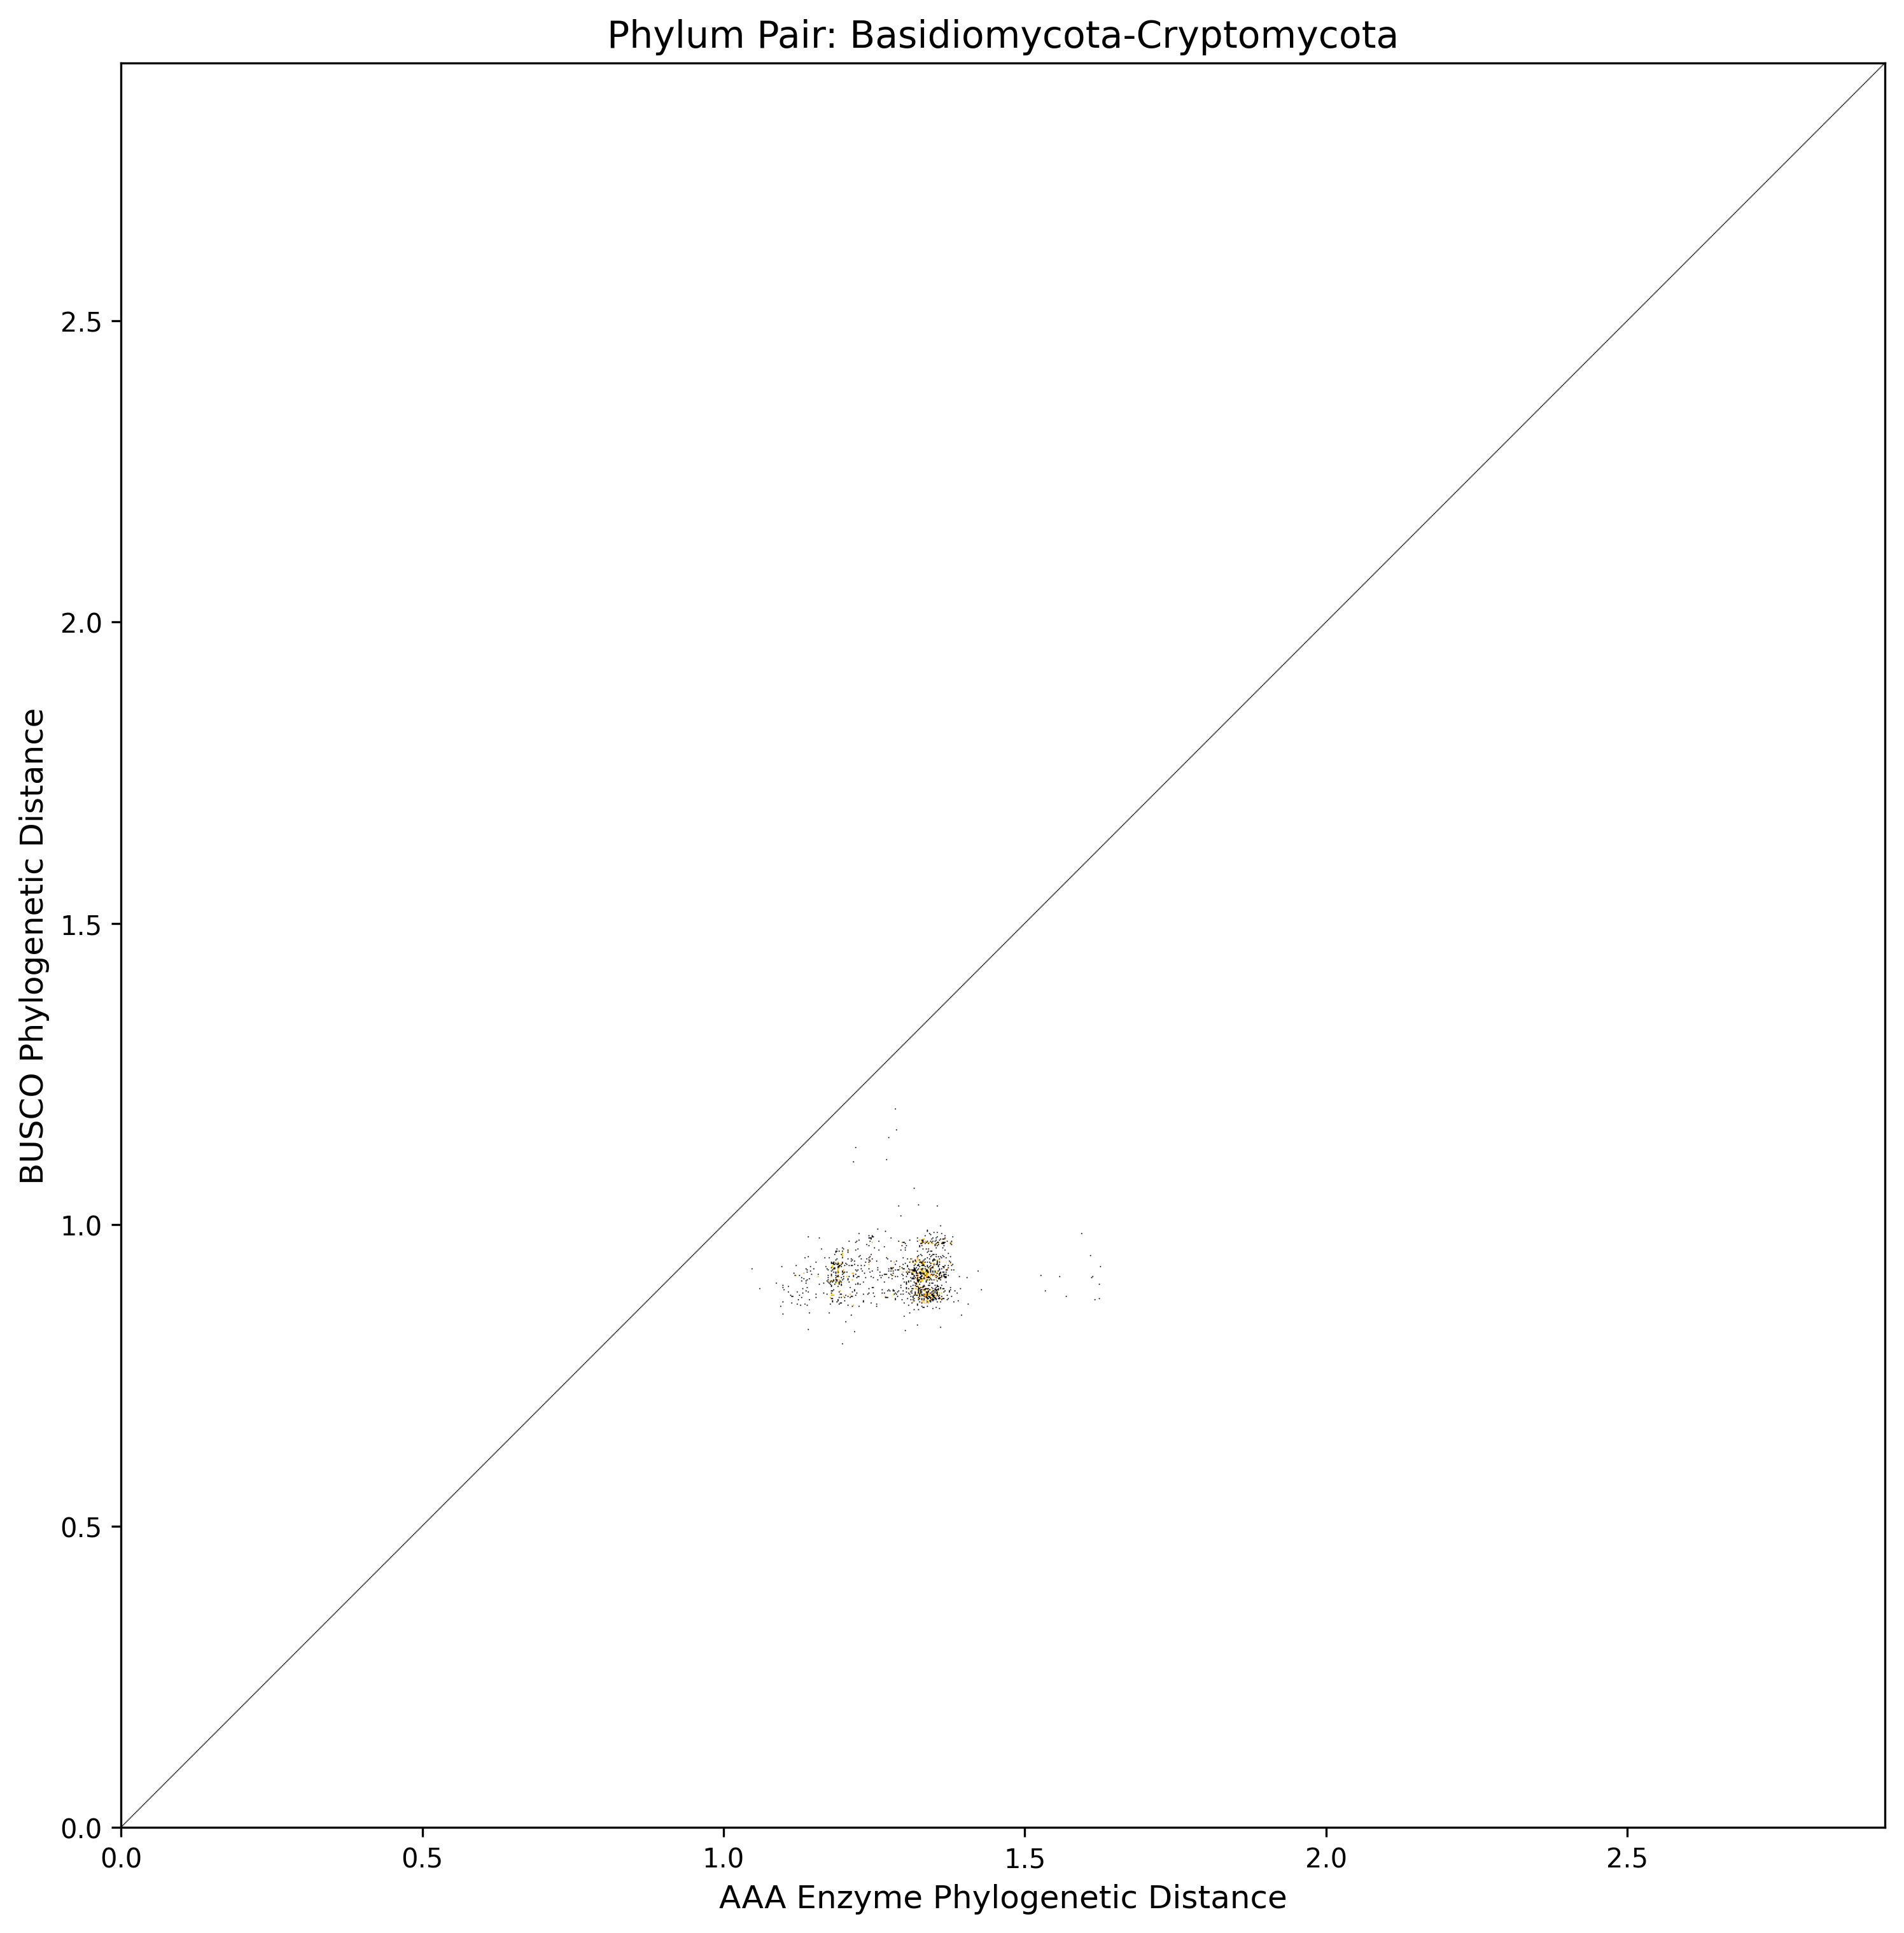 Phylum Pair: Basidiomycota-Cryptomycota
2.5
2.0
1.5
1.0
0.5
0.0
BUSCO Phylogenetic Distance
0.0 0.5 1.0 1.5 2.0 2.5
AAA Enzyme Phylogenetic Distance